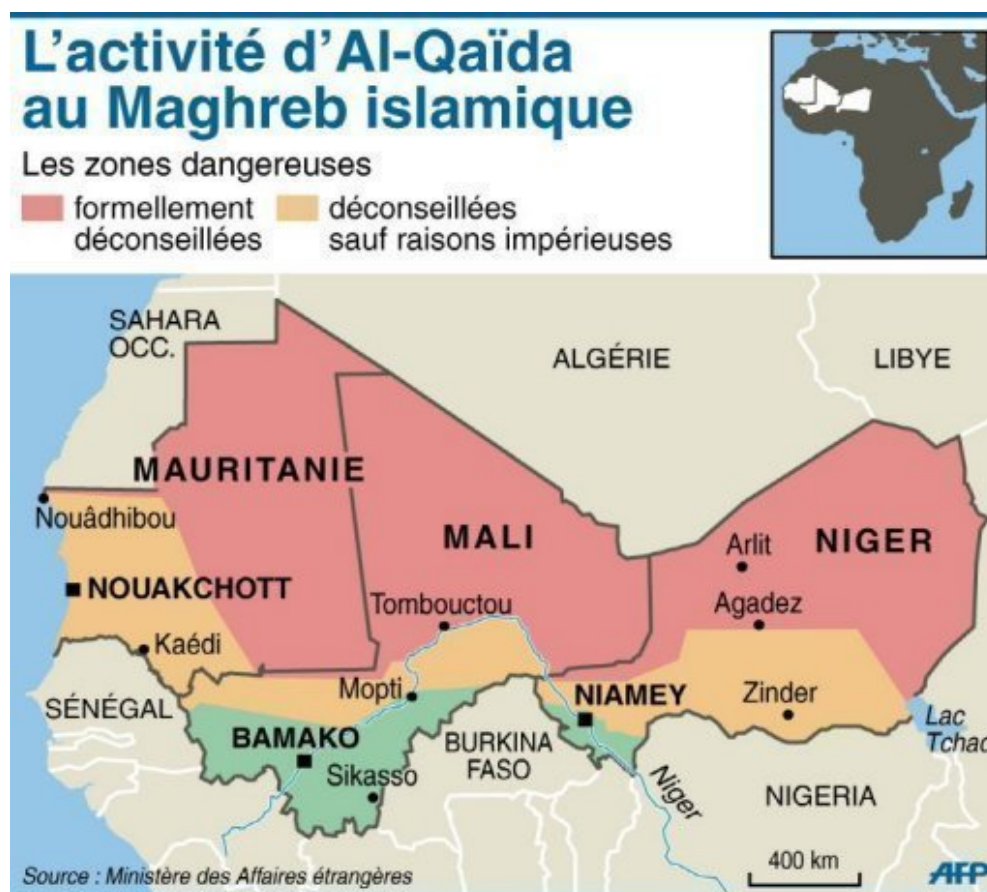 L'activité d'Al-Qaïda
au Maghreb islamique
Les zones dangereuses
formellement
déconseillées
déconseillées
sauf raisons impérieuses
SAHARA
OCC.
ALGÉRIE
LIBYE
MAURITANIE
Nouâdhibou
MALI
NIGER
Arlit
NOUAKCHOTT
Tombouctou
Agadez
Kaédi
Mopti
NIAMEY
Zinder
SÉNÉGAL
BAMAKO
BURKINA
FASO
Lac
Tchad
Sikasso
Niger
NIGERIA
400 km
Source : Ministère des Affaires étrangères
AFP